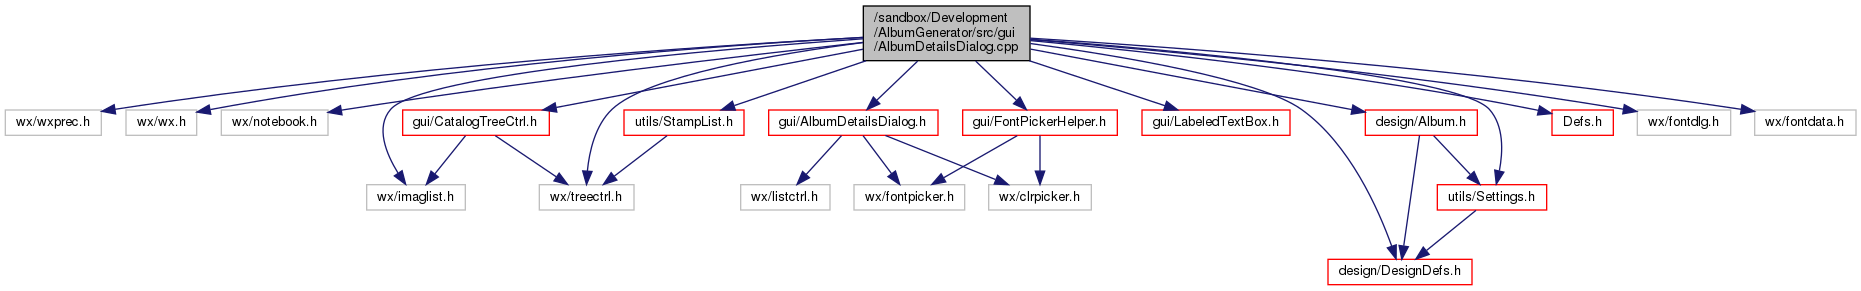 /sandbox/Development
/AlbumGenerator/src/gui
/AlbumDetailsDialog.cpp
wx/wxprec.h
wx/wx.h
wx/notebook.h
gui/CatalogTreeCtrl.h
utils/StampList.h
gui/AlbumDetailsDialog.h
gui/FontPickerHelper.h
gui/LabeledTextBox.h
design/Album.h
Defs.h
wx/fontdlg.h
wx/fontdata.h
wx/imaglist.h
wx/treectrl.h
wx/listctrl.h
wx/fontpicker.h
wx/clrpicker.h
utils/Settings.h
design/DesignDefs.h